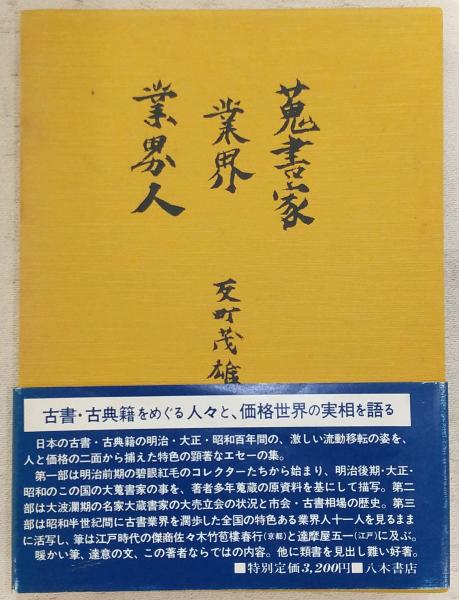 蒐書家
業界
業界人
反町茂雄
古書・古典籍をめぐる人々と、価格世界の実相を語る
日本の古書・古典籍の明治・大正・昭和百年間の、激しい流動移転の姿を、
人と価格の二面から捕えた特色の顕著なエセーの集。
第一部は明治前期の碧眼紅毛のコレクターたちから始まり、明治後期・大正・
昭和のこの国の大蒐書家の事を、著者多年蒐蔵の原資料を基にして描写。第二
部は大波瀾期の名家大蔵書家の大売立会の状況と市会・古書相場の歴史。第三
部は昭和半世紀間に古書業界を濶歩した全国の特色ある業界人十一人を見るまま
に活写し、筆は江戸時代の傑商佐々木竹苞樓春行(京都)と達摩屋五一(江戸)に及ぶ。
暖かい筆、達意の文、この著者ならではの内容。他に類書を見出し難い好著。
■特別定価3,200円■八木書店